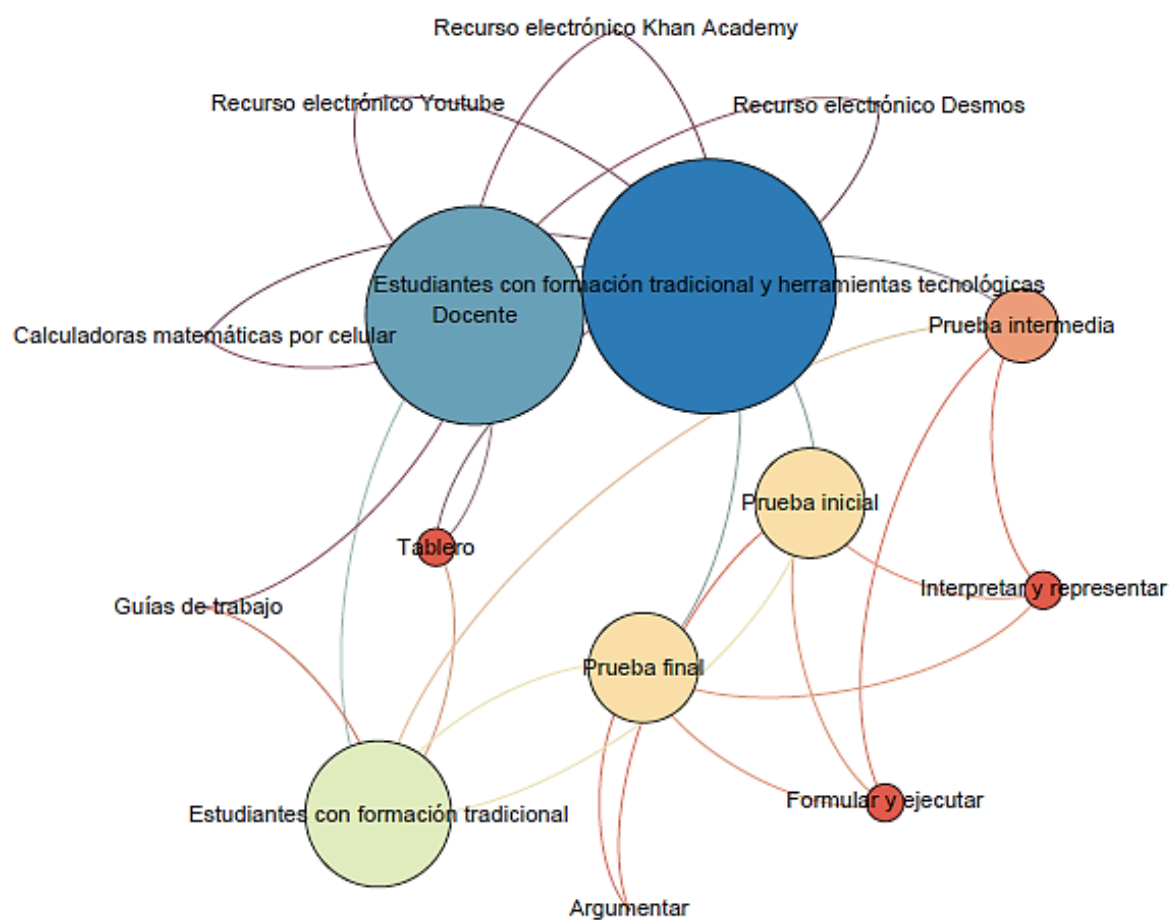 Recurso electrónico Khan Academy
Recurso electrónico Youtube
Recurso electrónico Desmos
Estudiantes con formación tradicional y herramientas tecnológicas
Docente
Prueba intermedia
Calculadoras matemáticas por celular
Prueba inicial
Tablero
Interpretar y representar
Guías de trabajo
Prueba final
Formular y ejecutar
Estudiantes con formación tradicional
Argumentar